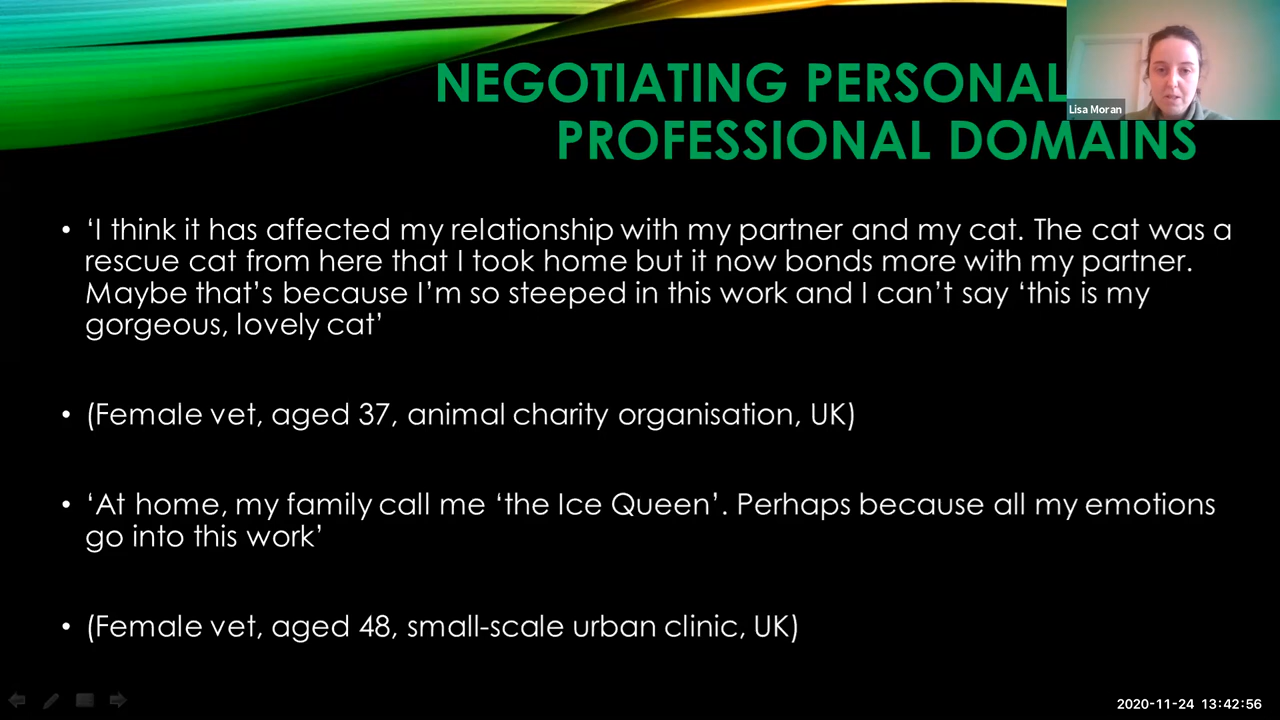 NEGOTIATING PERSONAL
PROFESSIONAL DOMAINS
Lisa Moran
• ‘I think it has affected my relationship with my partner and my cat. The cat was a
rescue cat from here that I took home but it now bonds more with my partner.
Maybe that’s because I’m so steeped in this work and I can’t say ‘this is my
gorgeous, lovely cat’
• (Female vet, aged 37, animal charity organisation, UK)
• ‘At home, my family call me ‘the Ice Queen’. Perhaps because all my emotions
go into this work’
• (Female vet, aged 48, small-scale urban clinic, UK)
2020-11-24 13:42:56